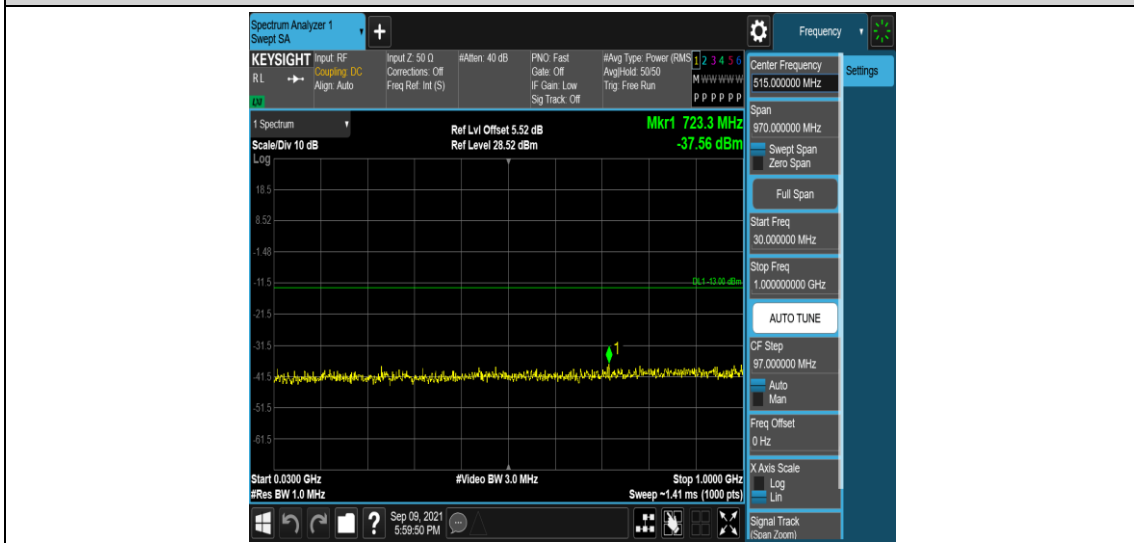 Spectrum Analyzer 1
Swept SA
+
Frequency
KEYSIGHT
RL
LXI
Input: RF
Coupling: DC
Align: Auto
Input Z: 50 Ω
Corrections: Off
Freq Ref: Int (S)
#Atten: 40 dB
PNO: Fast
Gate: Off
IF Gain: Low
Sig Track: Off
#Avg Type: Power (RMS
Avg|Hold: 50/50
Trig: Free Run
1 2 3 4 5 6
M W W W W W
P P P P P P
Center Frequency
515.000000 MHz
Settings
Span
970.000000 MHz
Swept Span
Zero Span
Full Span
Start Freq
30.000000 MHz
Stop Freq
1.000000000 GHz
AUTO TUNE
CF Step
97.000000 MHz
Auto
Man
Freq Offset
0 Hz
X Axis Scale
Log
Lin
Signal Track
(Span Zoom)
1 Spectrum
Scale/Div 10 dB
Log
Ref Lvl Offset 5.52 dB
Ref Level 28.52 dBm
Mkr1 723.3 MHz
-37.56 dBm
18.5
8.52
-1.48
-11.5
DL1 -13.00 dBm
-21.5
-31.5
1
-41.5
-51.5
-61.5
Start 0.0300 GHz
#Res BW 1.0 MHz
#Video BW 3.0 MHz
Stop 1.0000 GHz
Sweep ~1.41 ms (1000 pts)
?
Sep 09, 2021
5:59:50 PM